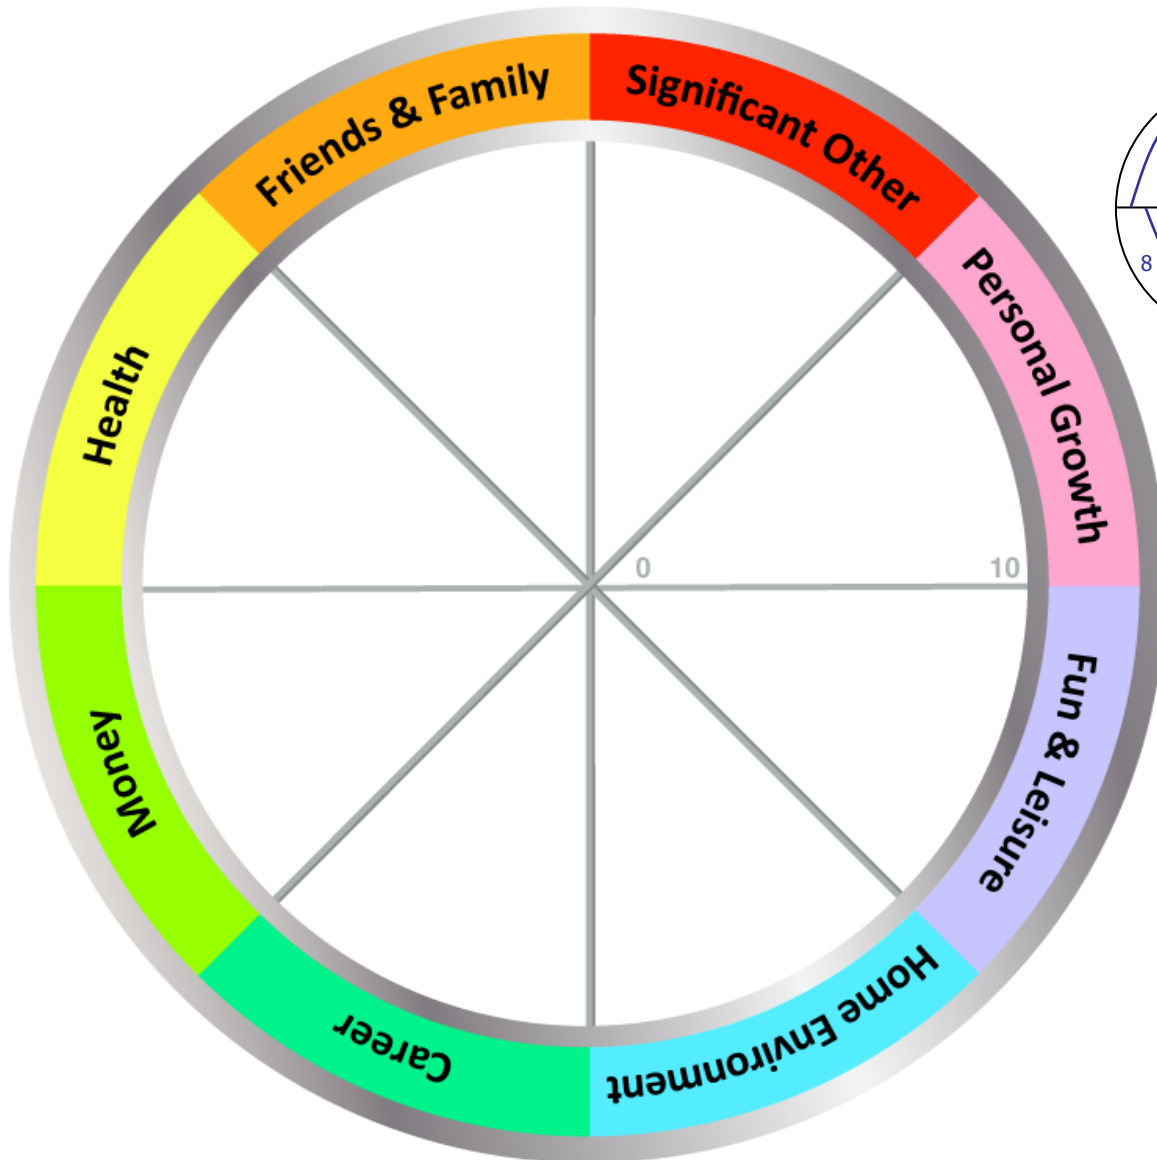 Friends & Family
Significant Other
Personal Growth
Health
8
0
10
Fun & Leisure
Money
Home Environment
Career